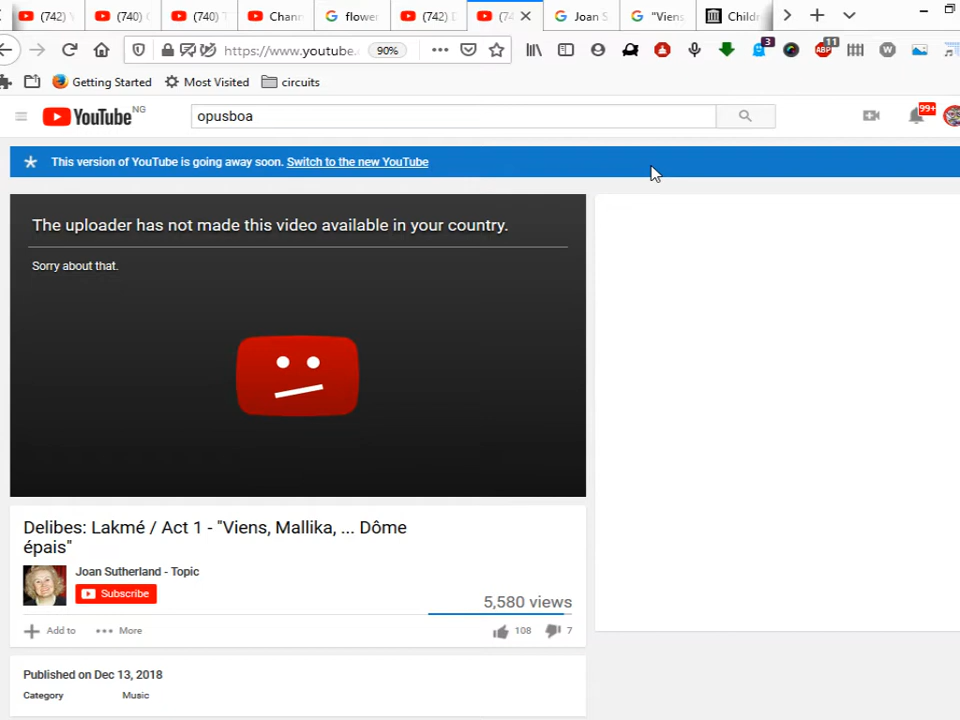 (742) Y
(740) (
(740) T
Chann
flower
(742) D
(74
Joan S
"Viens
Childr
https://www.youtube.
90%
3
ABP
11
W
Getting Started
Most Visited
circuits
YouTube NG
opusboa
99+
This version of YouTube is going away soon. Switch to the new YouTube
The uploader has not made this video available in your country.
Sorry about that.
Delibes: Lakmé / Act 1 - "Viens, Mallika, ... Dôme
épais"
Joan Sutherland - Topic
Subscribe
5,580 views
Add to
More
108
7
Published on Dec 13, 2018
Category
Music